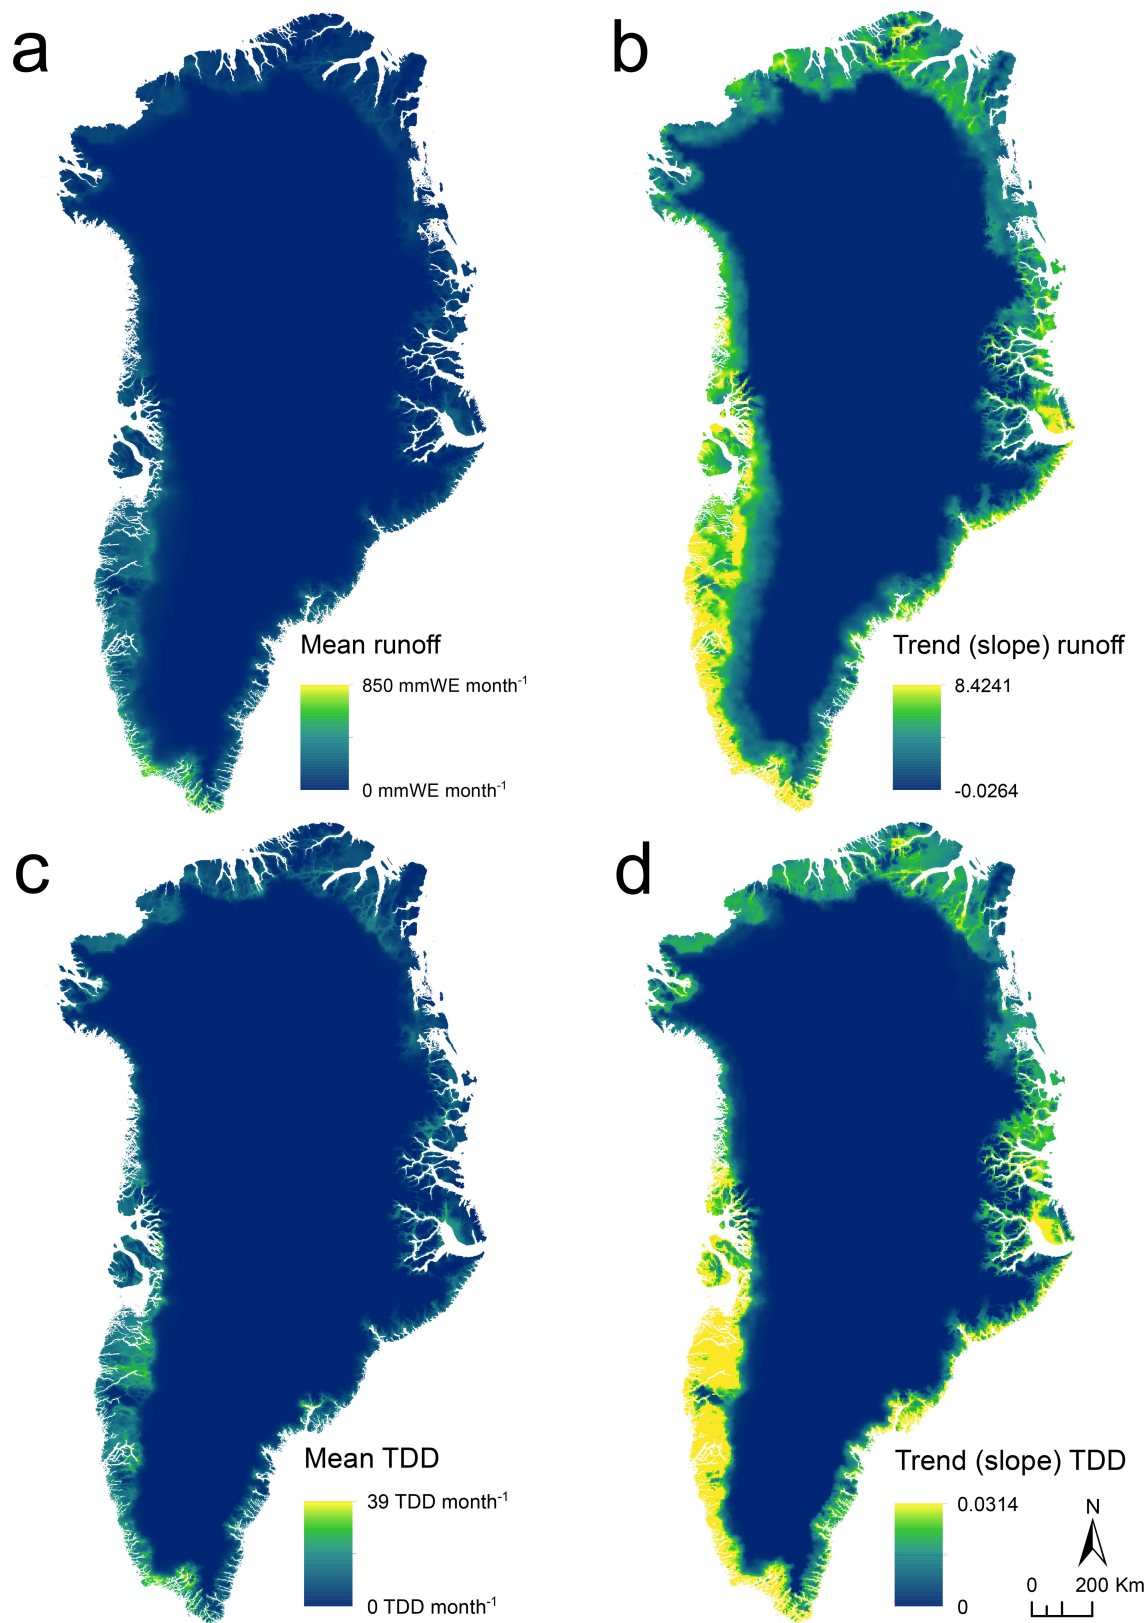 a
b
Mean runoff
850 mmWE month⁻¹
0 mmWE month⁻¹
Trend (slope) runoff
8.4241
-0.0264
c
d
Mean TDD
39 TDD month⁻¹
0 TDD month⁻¹
Trend (slope) TDD
0.0314
0
N
0 200 Km